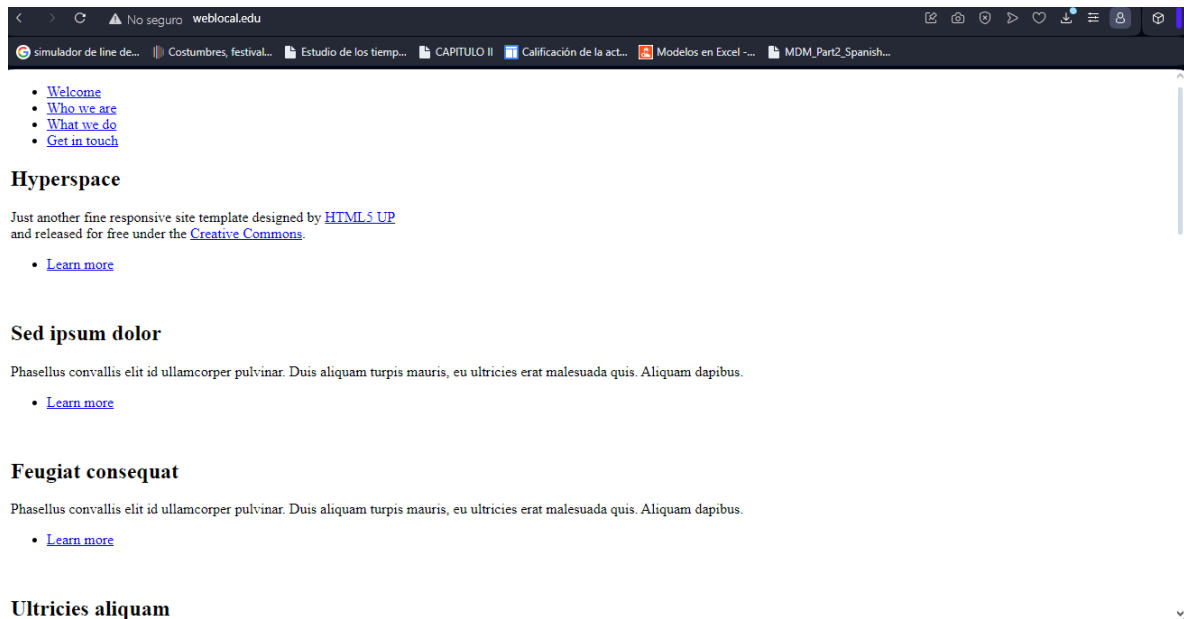 No seguro weblocal.edu
simulador de line de... Costumbres, festival... Estudio de los tiemp... CAPITULO II Calificación de la act... Modelos en Excel -... MDM_Part2_Spanish...
Welcome
Who we are
What we do
Get in touch
Hyperspace
Just another fine responsive site template designed by HTML5 UP
and released for free under the Creative Commons.
Learn more
Sed ipsum dolor
Phasellus convallis elit id ullamcorper pulvinar. Duis aliquam turpis mauris, eu ultricies erat malesuada quis. Aliquam dapibus.
Learn more
Feugiat consequat
Phasellus convallis elit id ullamcorper pulvinar. Duis aliquam turpis mauris, eu ultricies erat malesuada quis. Aliquam dapibus.
Learn more
Ultricies aliquam